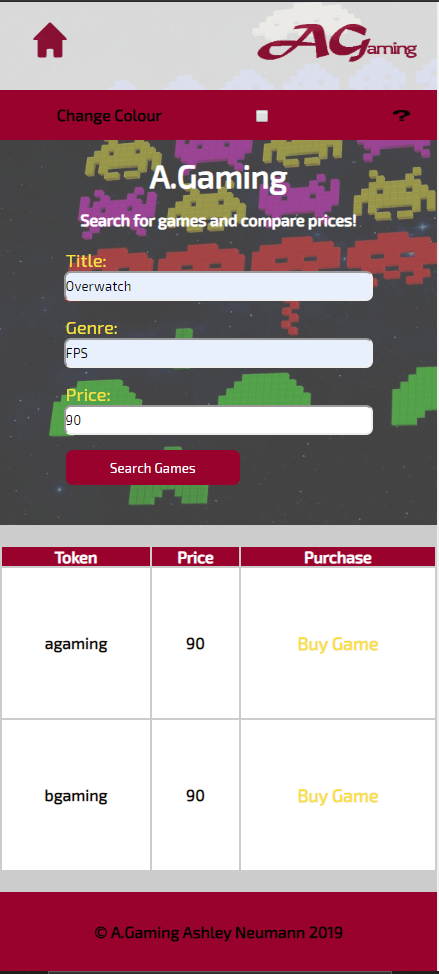 AGaming
Change Colour ?
A.Gaming
Search for games and compare prices!
Title:
Overwatch
Genre:
FPS
Price:
90
Search Games
Token Price Purchase
agaming 90 Buy Game
bgaming 90 Buy Game
© A.Gaming Ashley Neumann 2019